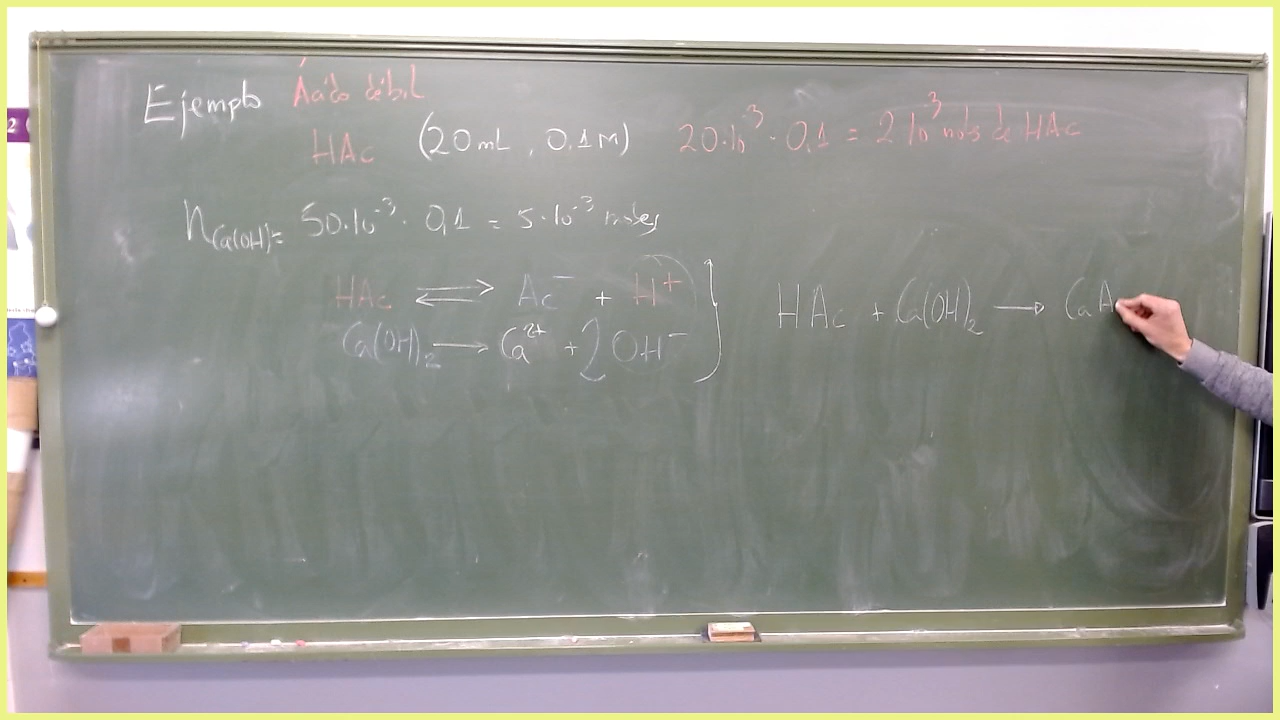 Ejemplo Ácido débil
HAc (20 mL , 0,1 M) 20·10⁻³ · 0,1 = 2 10⁻³ moles de HAc
n Ca(OH)₂ = 50·10⁻³ · 0,1 = 5·10⁻³ moles
HAc ⇌ Ac⁻ + H⁺
Ca(OH)₂ ⟶ Ca²⁺ + 2 OH⁻
HAc + Ca(OH)₂ ⟶ CaA
2